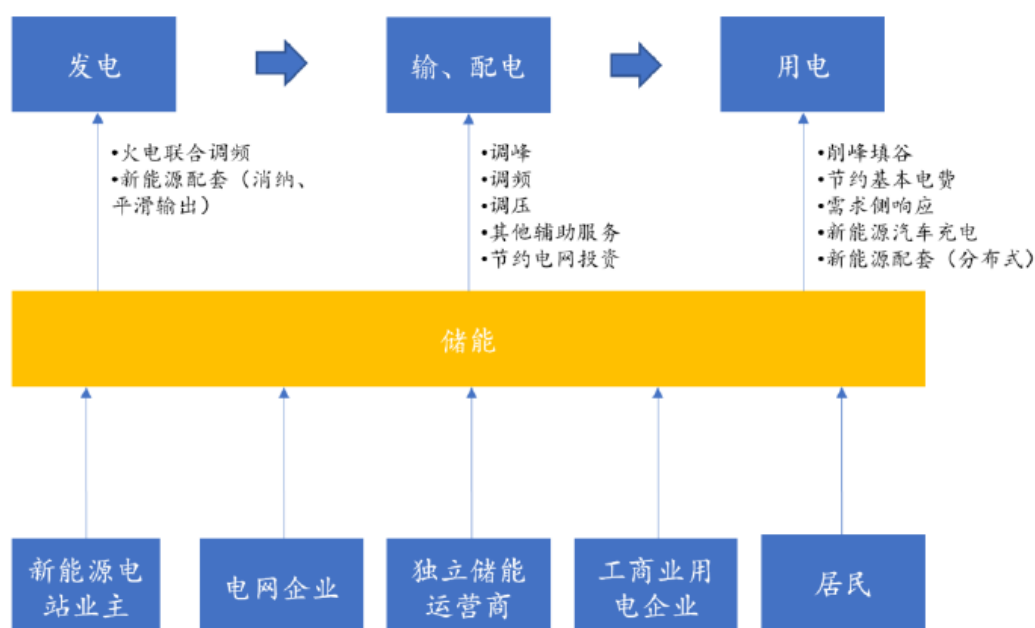 发电
输、配电
用电
•火电联合调频
•新能源配套（消纳、
平滑输出）
•调峰
•调频
•调压
•其他辅助服务
•节约电网投资
•削峰填谷
•节约基本电费
•需求侧响应
•新能源汽车充电
•新能源配套（分布式）
储能
新能源电
站业主
电网企业
独立储能
运营商
工商业用
电企业
居民